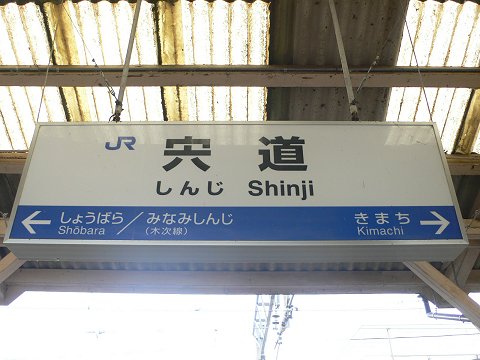 JR
宍道
しんじ Shinji
← しょうばら／みなみしんじ きまち →
Shōbara (木次線) Kimachi